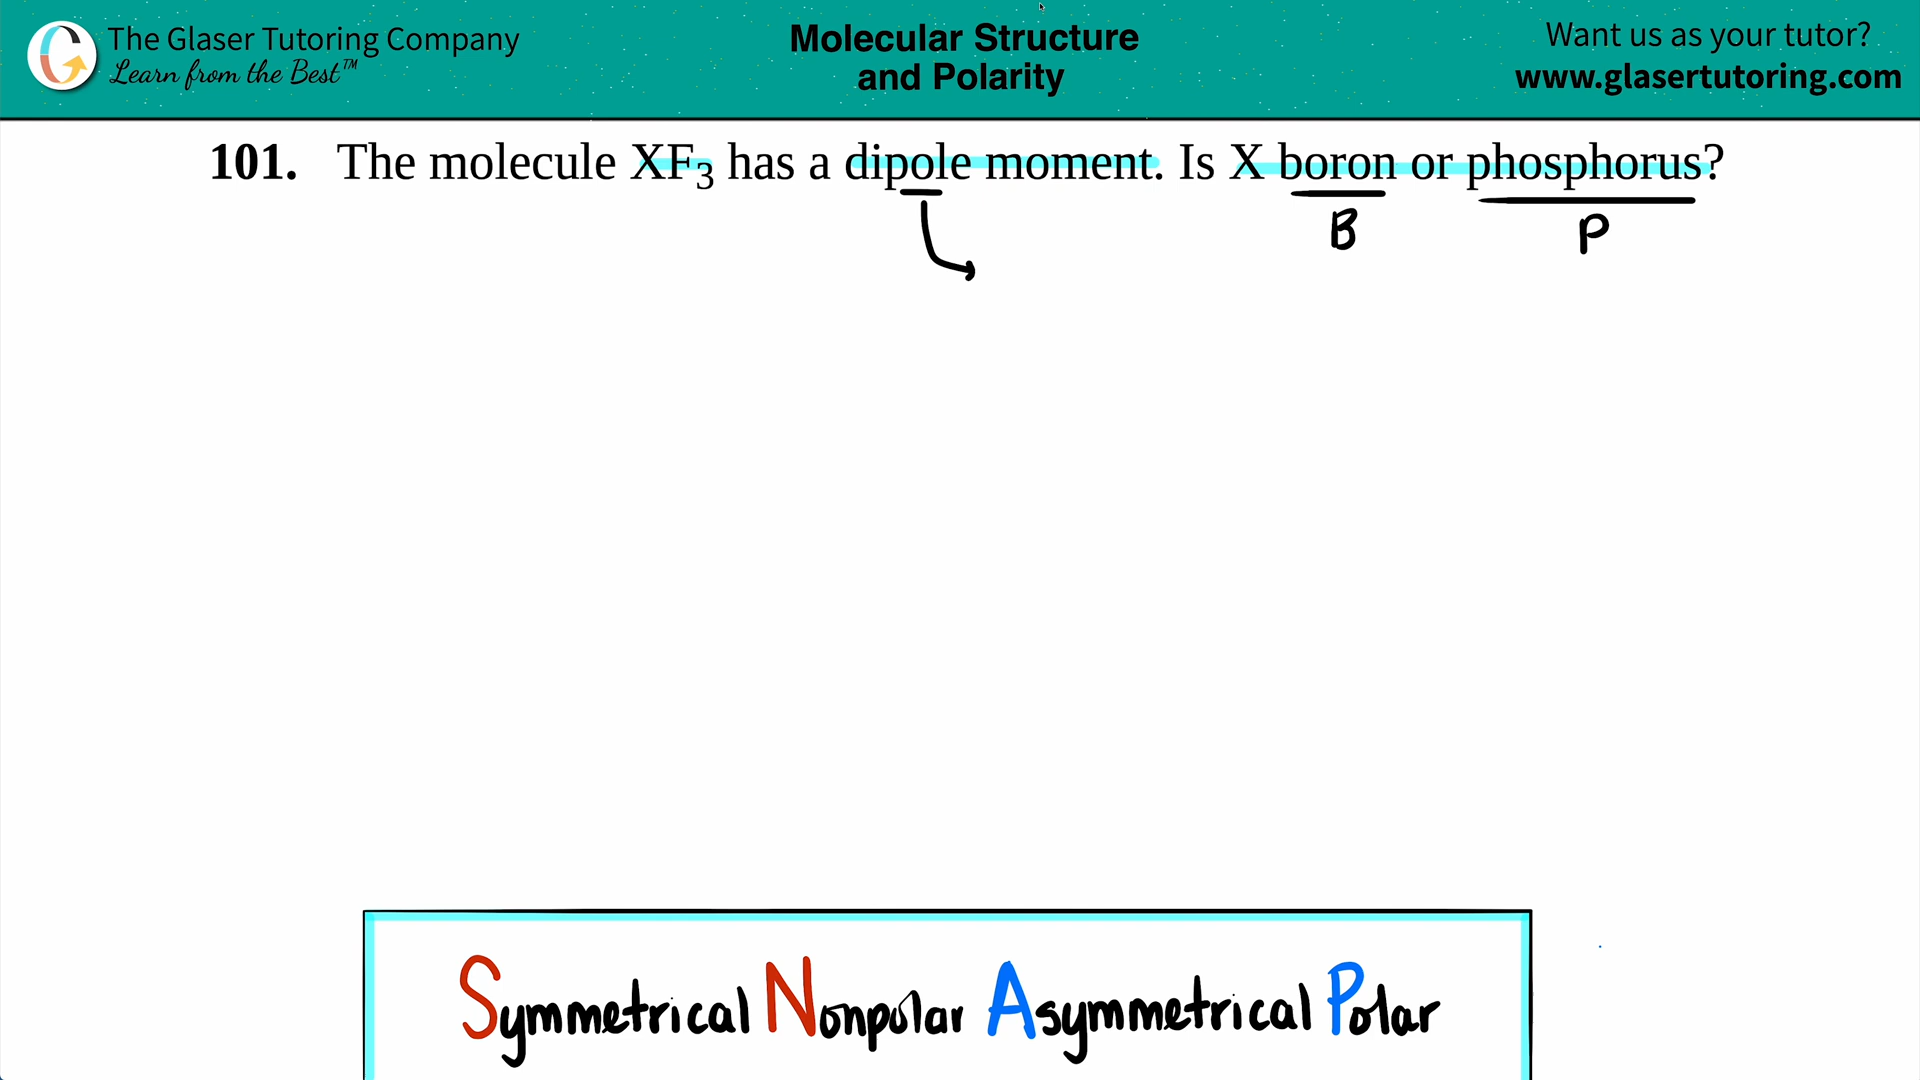 The Glaser Tutoring Company
Learn from the Best™
Molecular Structure
and Polarity
Want us as your tutor?
www.glasertutoring.com
101. The molecule XF₃ has a dipole moment. Is X boron or phosphorus?
B P
Symmetrical Nonpolar Asymmetrical Polar